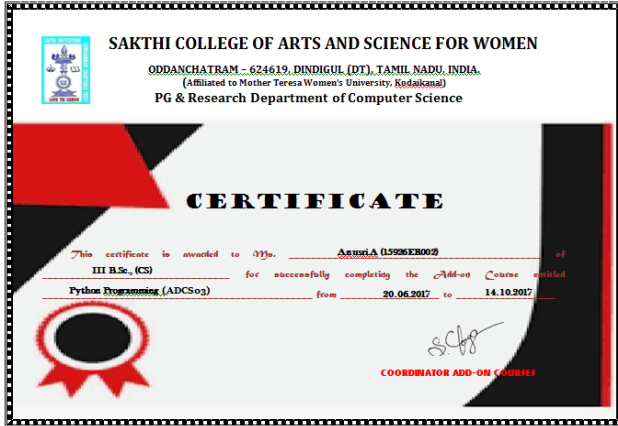 SAKTHI COLLEGE OF ARTS AND SCIENCE FOR WOMEN
ODDANCHATRAM – 624619, DINDIGUL (DT), TAMIL NADU, INDIA.
(Affiliated to Mother Teresa Women's University, Kodaikanal)
PG & Research Department of Computer Science
LIVE TO SERVE
CERTIFICATE
This certificate is awarded to Ms. Anusri A (15926ER002) of
III B.Sc., (CS) for successfully completing the Add-on Course entitled
Python Programming (ADCS03) from 20.06.2017 to 14.10.2017
COORDINATOR ADD-ON COURSES